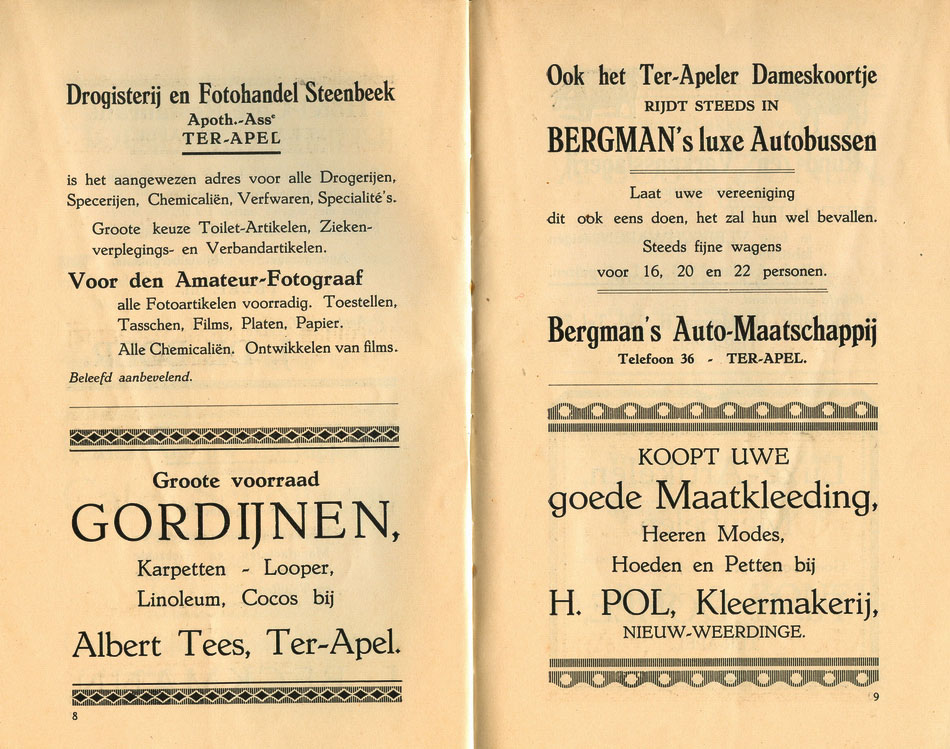 Drogisterij en Fotohandel Steenbeek
Apoth.-Asse
TER-APEL
is het aangewezen adres voor alle Drogerijen,
Specerijen, Chemicaliën, Verfwaren, Specialité's.
Groote keuze Toilet-Artikelen, Zieken-
verplegings- en Verbandartikelen.
Voor den Amateur-Fotograaf
alle Fotoartikelen voorradig. Toestellen,
Tasschen, Films, Platen, Papier.
Alle Chemicaliën. Ontwikkelen van films.
Beleefd aanbevelend.
Groote voorraad
GORDIJNEN,
Karpetten - Looper,
Linoleum, Cocos bij
Albert Tees, Ter-Apel.
8
Ook het Ter-Apeler Dameskoortje
RIJDT STEEDS IN
BERGMAN's luxe Autobussen
Laat uwe vereeniging
dit ook eens doen, het zal hun wel bevallen.
Steeds fijne wagens
voor 16, 20 en 22 personen.
Bergman's Auto-Maatschappij
Telefoon 36 - TER-APEL.
KOOPT UWE
goede Maatkleeding,
Heeren Modes,
Hoeden en Petten bij
H. POL, Kleermakerij,
NIEUW-WEERDINGE.
9